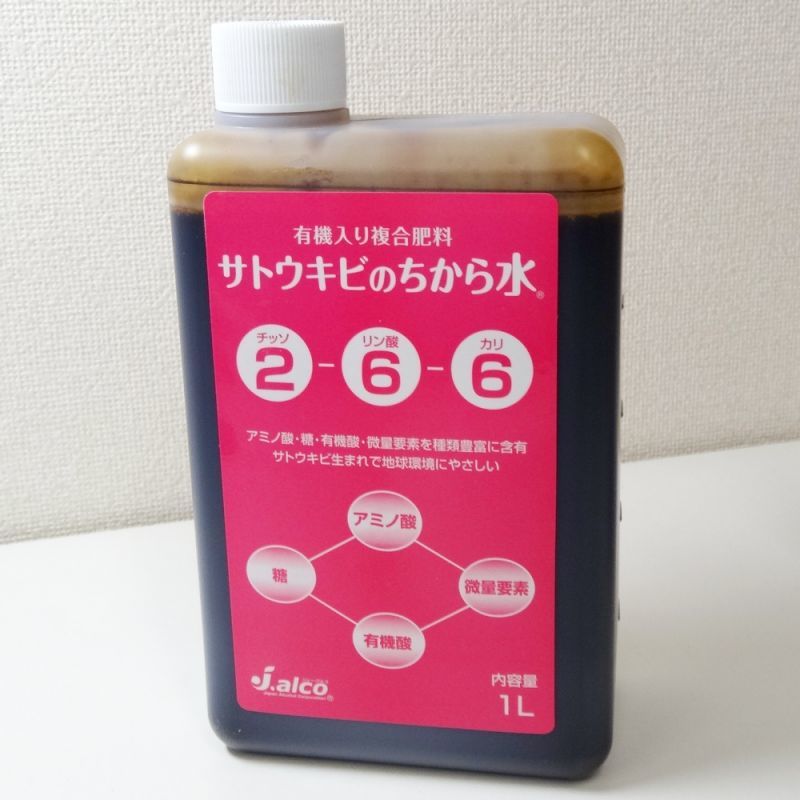 有機入り複合肥料
サトウキビのちから水®
チッソ リン酸 カリ
2-6-6
アミノ酸・糖・有機酸・微量要素を種類豊富に含有
サトウキビ生まれで地球環境にやさしい
アミノ酸
糖
微量要素
有機酸
J.alco®
Japan Alcohol Corporation
内容量
1L